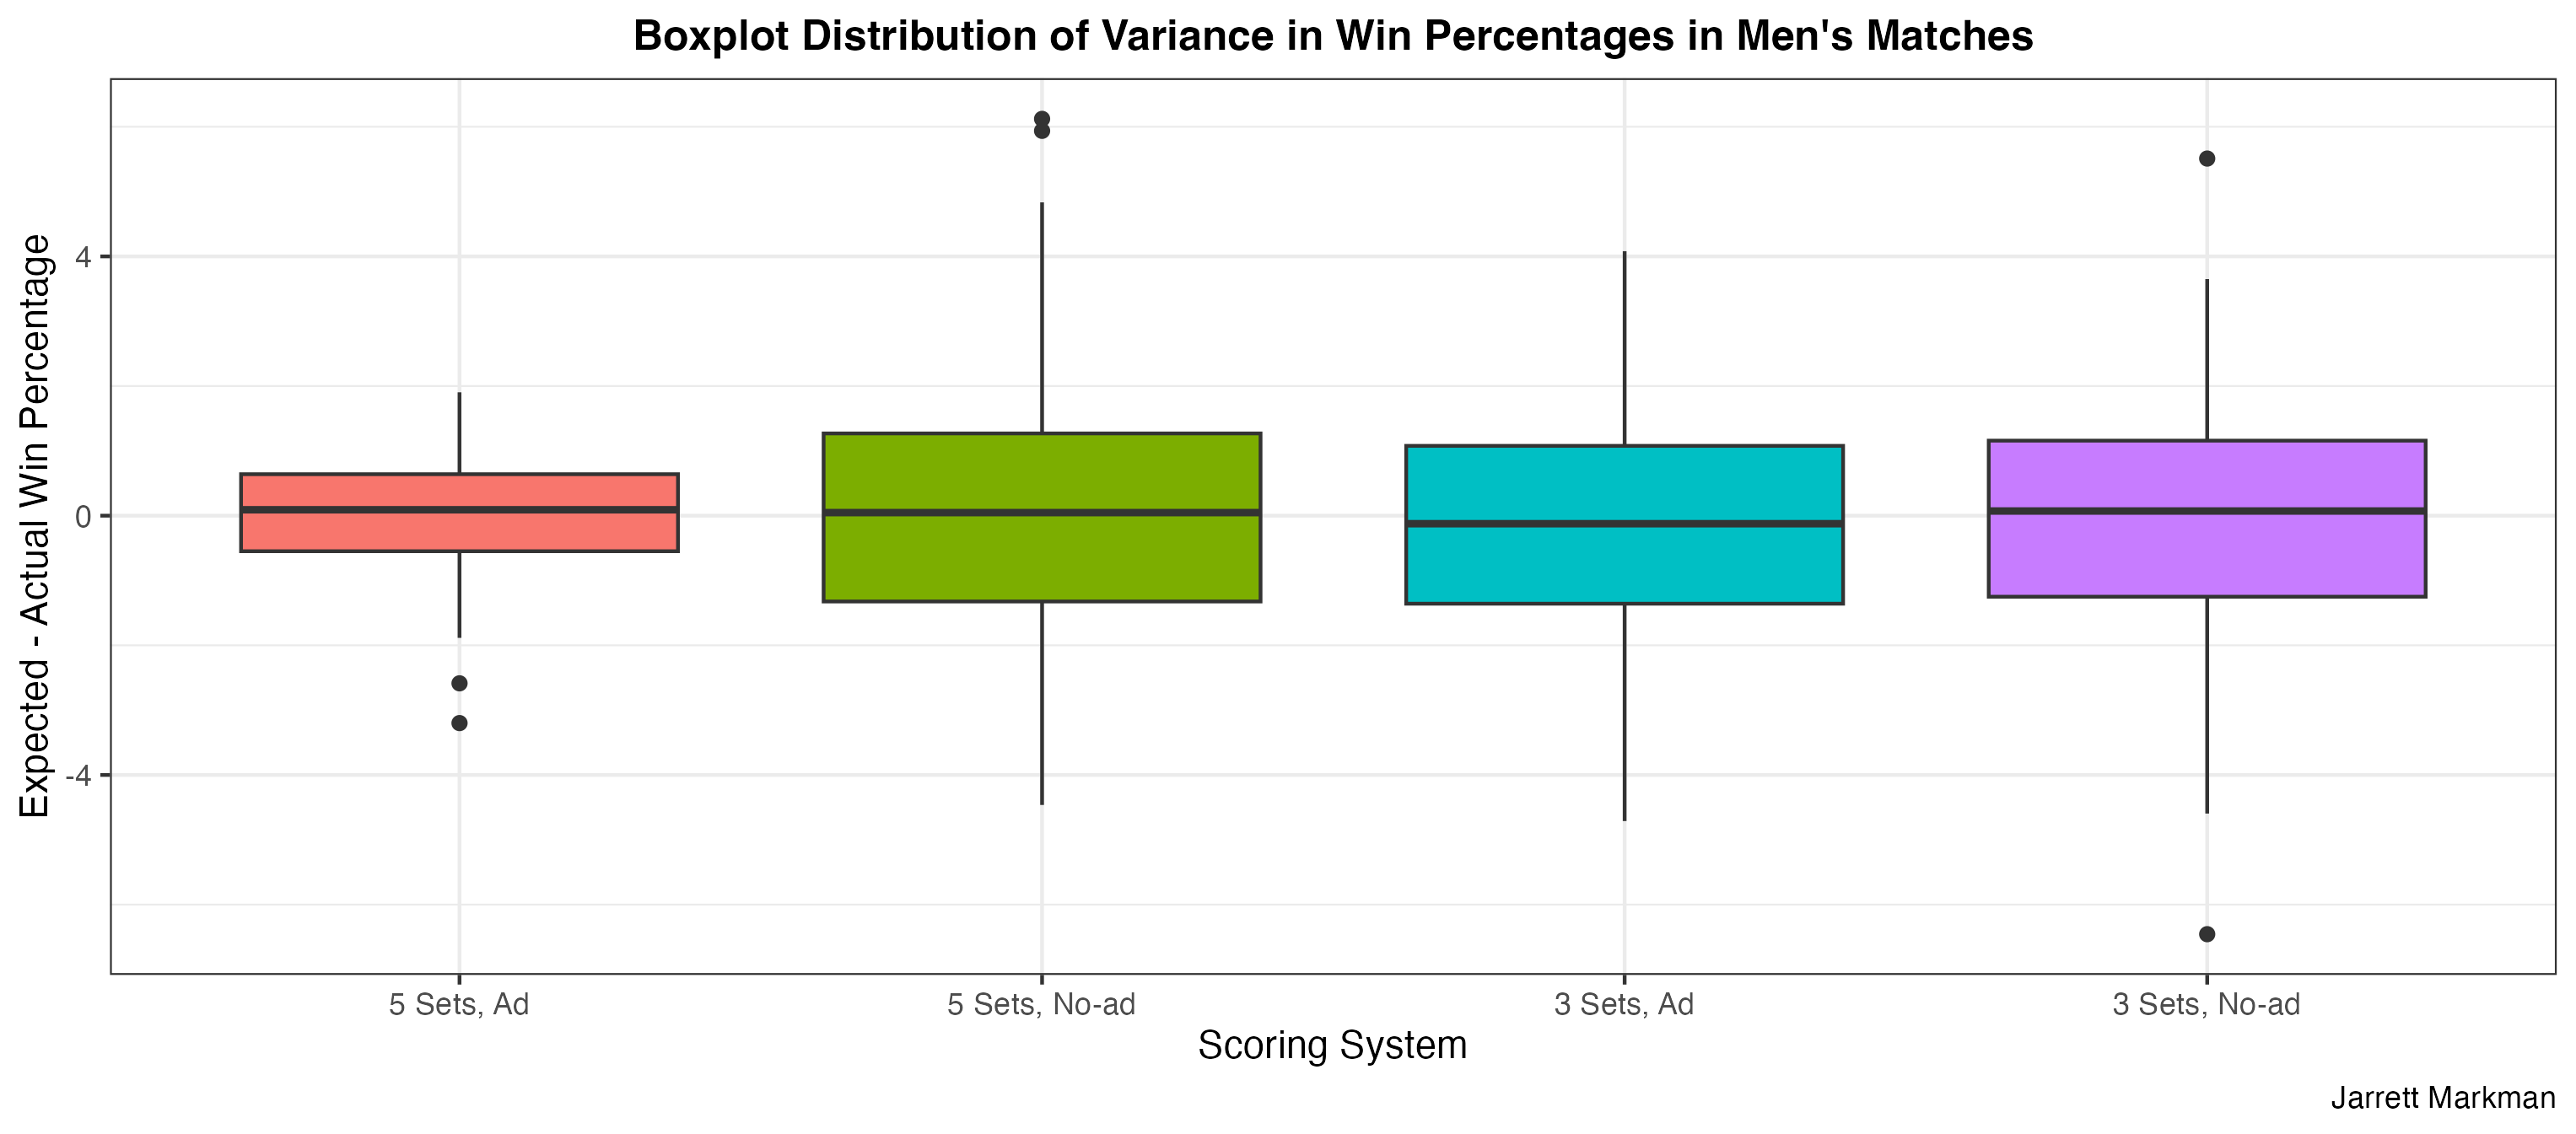 Boxplot Distribution of Variance in Win Percentages in Men's Matches
Expected - Actual Win Percentage
4
0
-4
5 Sets, Ad
5 Sets, No-ad
3 Sets, Ad
3 Sets, No-ad
Scoring System
Jarrett Markman